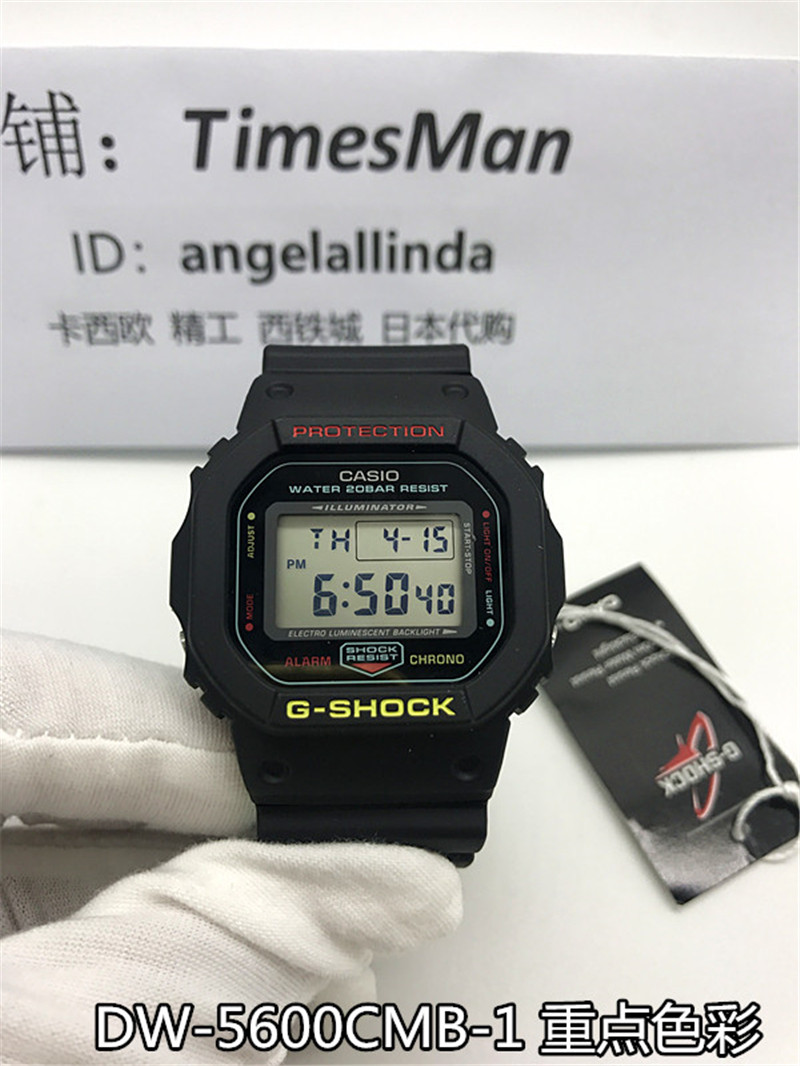 铺：TimesMan
ID：angelallinda
卡西欧 精工 西铁城 日本代购
PROTECTION
CASIO
WATER 20BAR RESIST
ILLUMINATOR
ADJUST
MODE
LIGHT ON/OFF
START-STOP
LIGHT
TH 4-15
PM 6:50 40
ELECTRO LUMINESCENT BACKLIGHT
ALARM
SHOCK
RESIST
CHRONO
G-SHOCK
G-SHOCK
DW-5600CMB-1 重点色彩